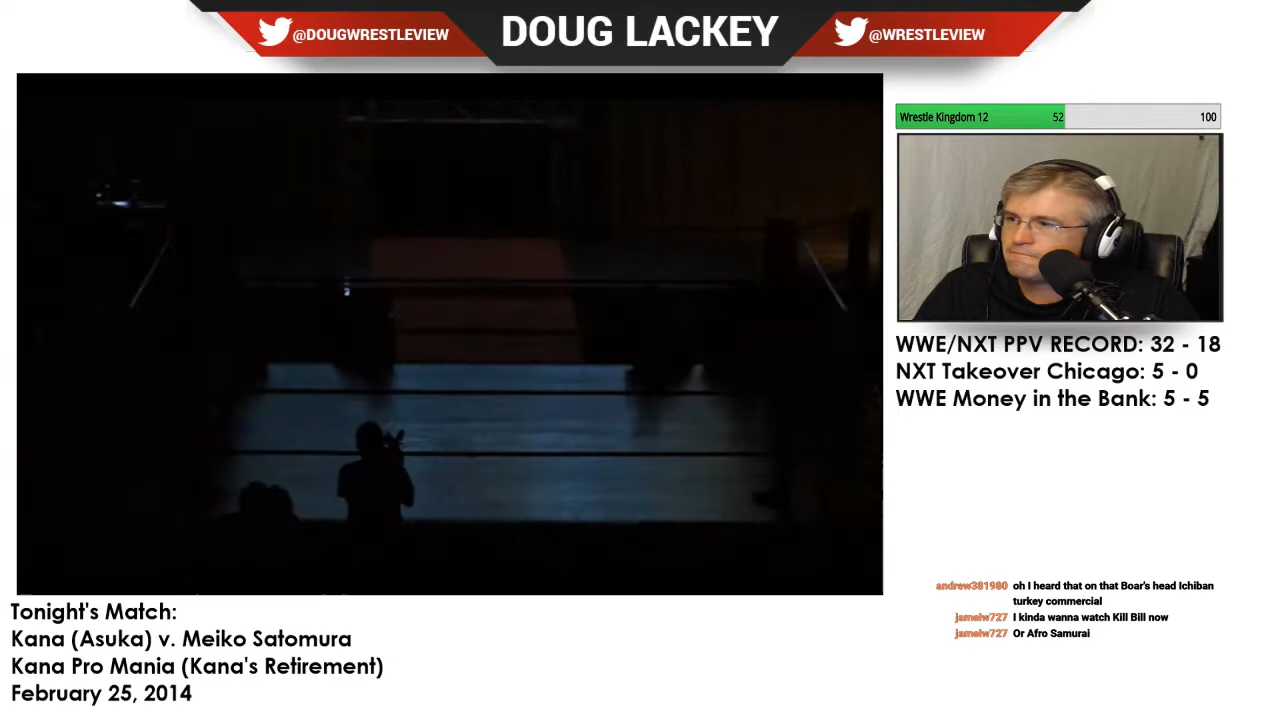 @DOUGWRESTLEVIEW
DOUG LACKEY
@WRESTLEVIEW
Wrestle Kingdom 12 52 100
WWE/NXT PPV RECORD: 32 - 18
NXT Takeover Chicago: 5 - 0
WWE Money in the Bank: 5 - 5
andrew381980 oh I heard that on that Boar's head Ichiban
turkey commercial
jamelw727 I kinda wanna watch Kill Bill now
jamelw727 Or Afro Samurai
Tonight's Match:
Kana (Asuka) v. Meiko Satomura
Kana Pro Mania (Kana's Retirement)
February 25, 2014